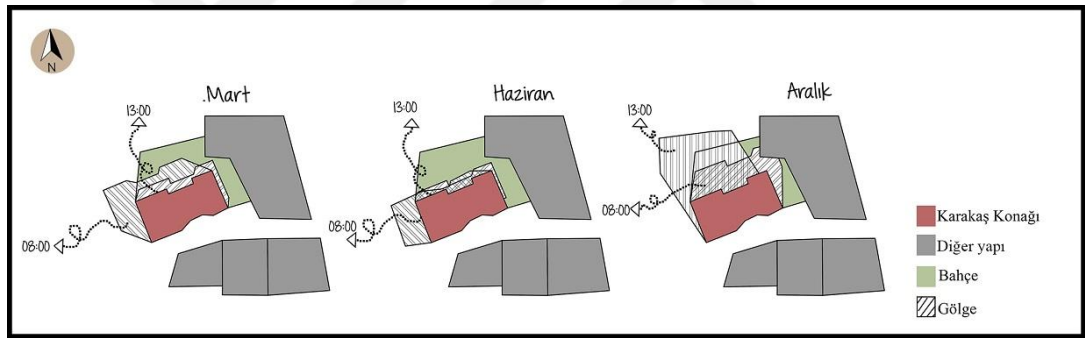 N
.Mart
13:00
08:00
Haziran
13:00
08:00
Aralık
13:00
08:00
Karakaş Konağı
Diğer yapı
Bahçe
Gölge